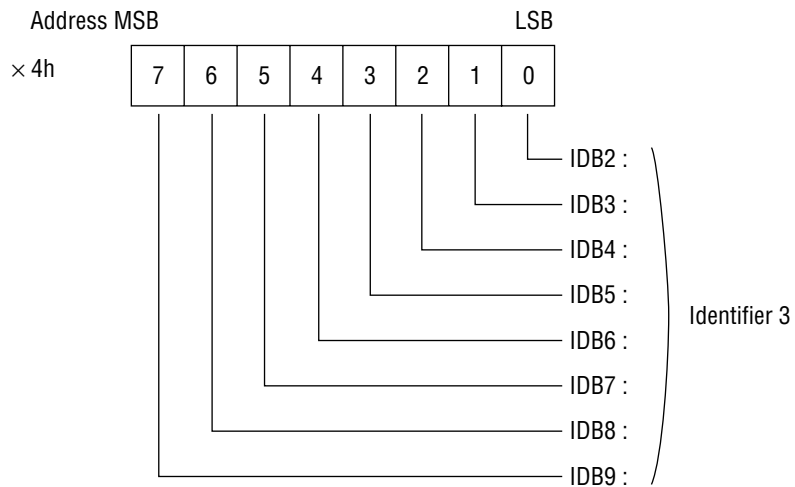 Address MSB LSB
× 4h
7 6 5 4 3 2 1 0
IDB2 :
IDB3 :
IDB4 :
IDB5 :
Identifier 3
IDB6 :
IDB7 :
IDB8 :
IDB9 :